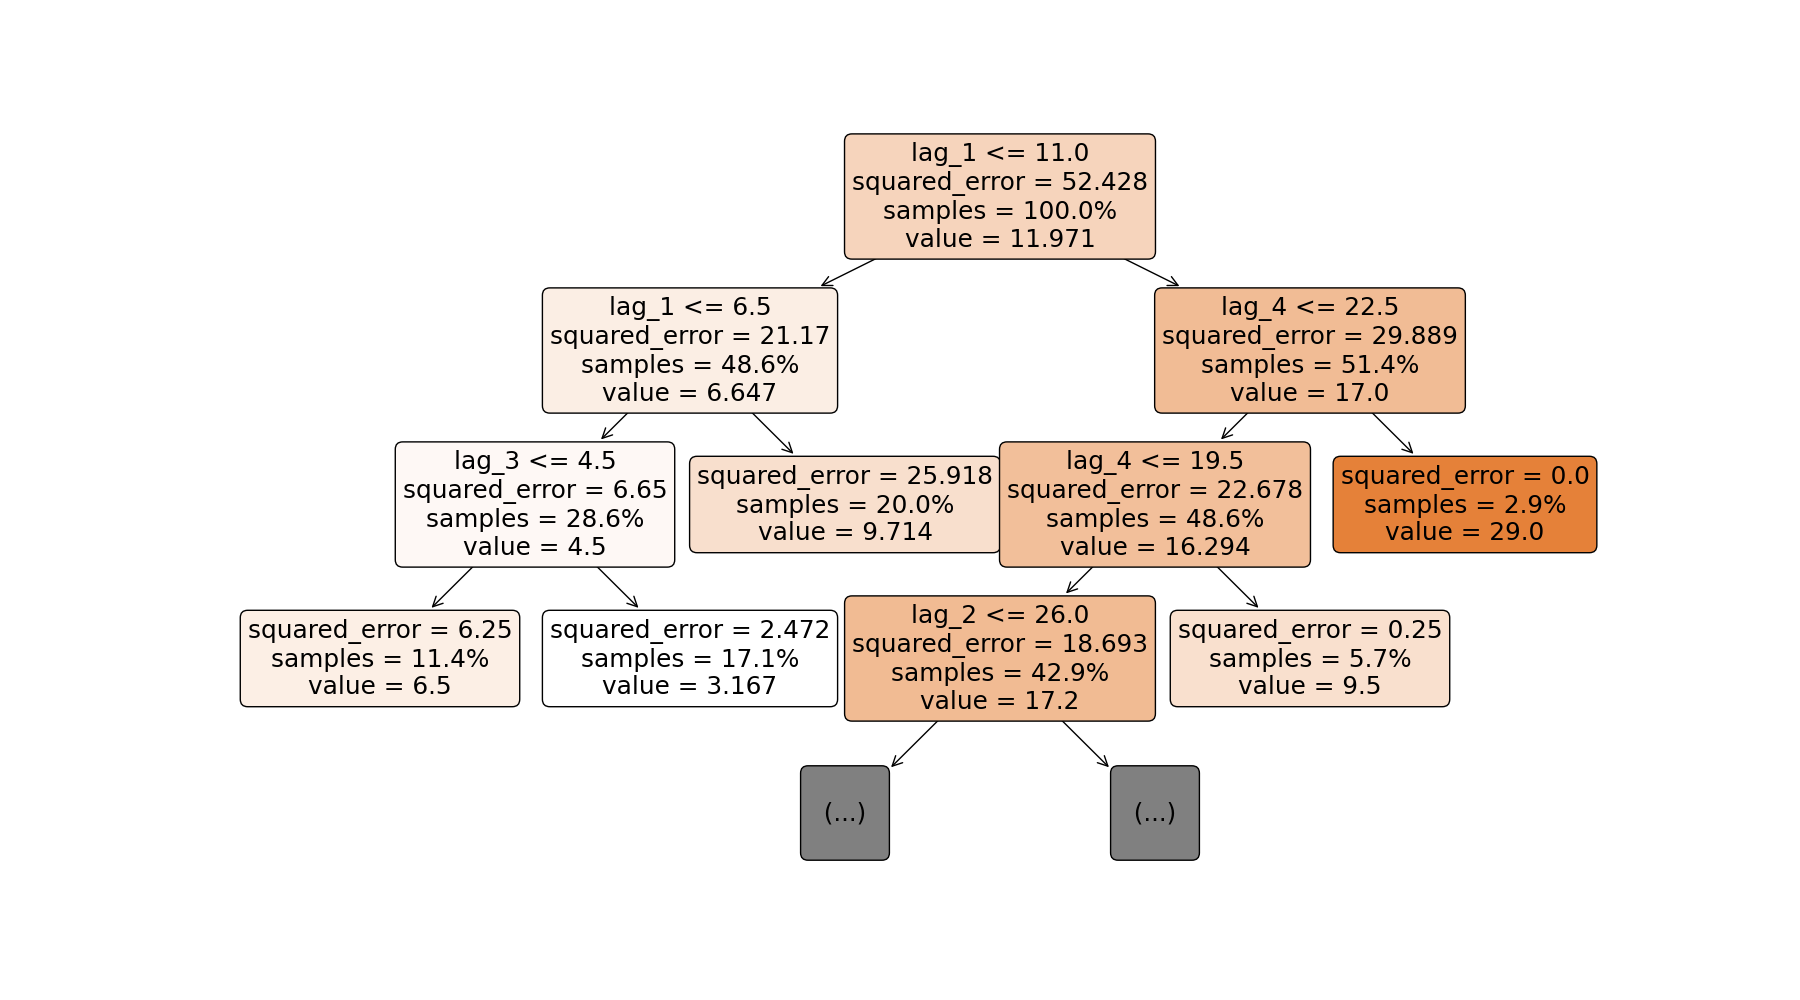 lag_1 <= 11.0
squared_error = 52.428
samples = 100.0%
value = 11.971
lag_1 <= 6.5
squared_error = 21.17
samples = 48.6%
value = 6.647
lag_4 <= 22.5
squared_error = 29.889
samples = 51.4%
value = 17.0
lag_3 <= 4.5
squared_error = 6.65
samples = 28.6%
value = 4.5
squared_error = 25.918
samples = 20.0%
value = 9.714
lag_4 <= 19.5
squared_error = 22.678
samples = 48.6%
value = 16.294
squared_error = 0.0
samples = 2.9%
value = 29.0
squared_error = 6.25
samples = 11.4%
value = 6.5
squared_error = 2.472
samples = 17.1%
value = 3.167
lag_2 <= 26.0
squared_error = 18.693
samples = 42.9%
value = 17.2
squared_error = 0.25
samples = 5.7%
value = 9.5
(...)
(...)